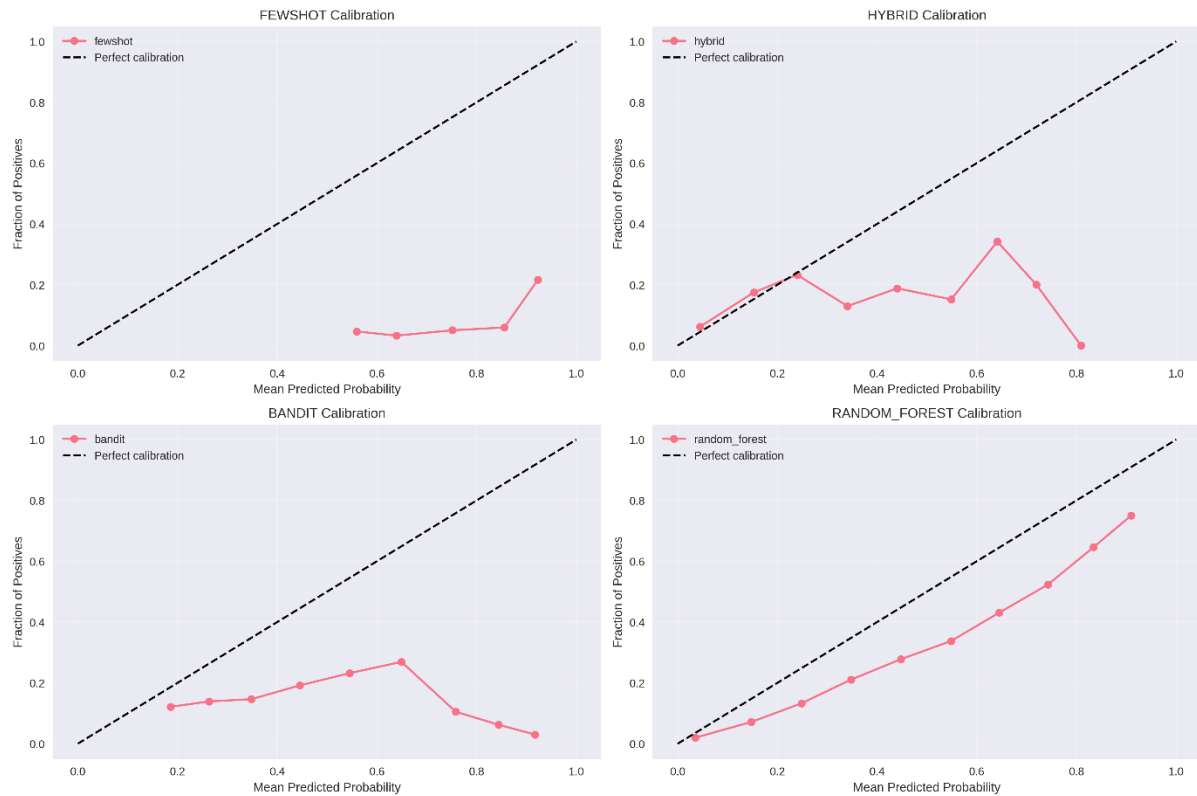 FEWSHOT Calibration
fewshot
Perfect calibration
1.0
0.8
0.6
0.4
0.2
0.0
Fraction of Positives
0.0 0.2 0.4 0.6 0.8 1.0
Mean Predicted Probability
HYBRID Calibration
hybrid
Perfect calibration
1.0
0.8
0.6
0.4
0.2
0.0
Fraction of Positives
0.0 0.2 0.4 0.6 0.8 1.0
Mean Predicted Probability
BANDIT Calibration
bandit
Perfect calibration
1.0
0.8
0.6
0.4
0.2
0.0
Fraction of Positives
0.0 0.2 0.4 0.6 0.8 1.0
Mean Predicted Probability
RANDOM_FOREST Calibration
random_forest
Perfect calibration
1.0
0.8
0.6
0.4
0.2
0.0
Fraction of Positives
0.0 0.2 0.4 0.6 0.8 1.0
Mean Predicted Probability